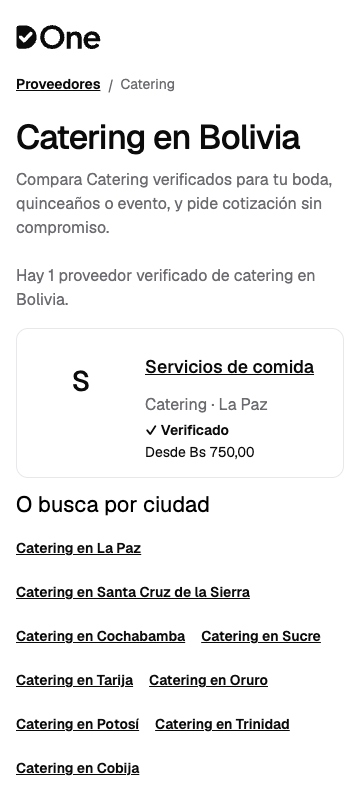 One
Proveedores / Catering
Catering en Bolivia
Compara Catering verificados para tu boda,
quinceaños o evento, y pide cotización sin
compromiso.
Hay 1 proveedor verificado de catering en
Bolivia.
S
Servicios de comida
Catering · La Paz
✓ Verificado
Desde Bs 750,00
O busca por ciudad
Catering en La Paz
Catering en Santa Cruz de la Sierra
Catering en Cochabamba Catering en Sucre
Catering en Tarija Catering en Oruro
Catering en Potosí Catering en Trinidad
Catering en Cobija